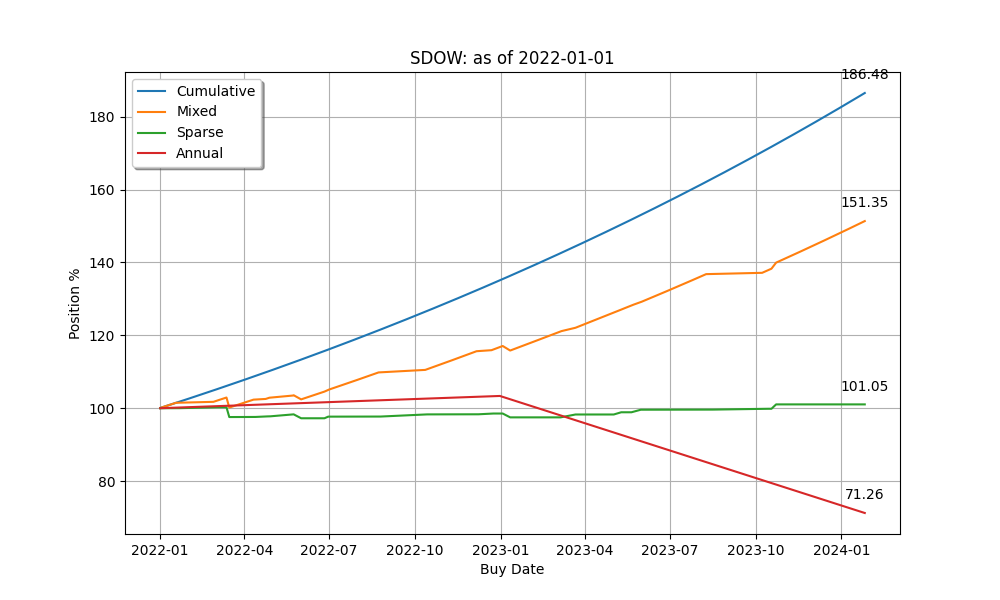 SDOW: as of 2022-01-01
186.48
Cumulative
Mixed
Sparse
Annual
180
160
151.35
140
Position %
120
101.05
100
80
71.26
2022-01 2022-04 2022-07 2022-10 2023-01 2023-04 2023-07 2023-10 2024-01
Buy Date